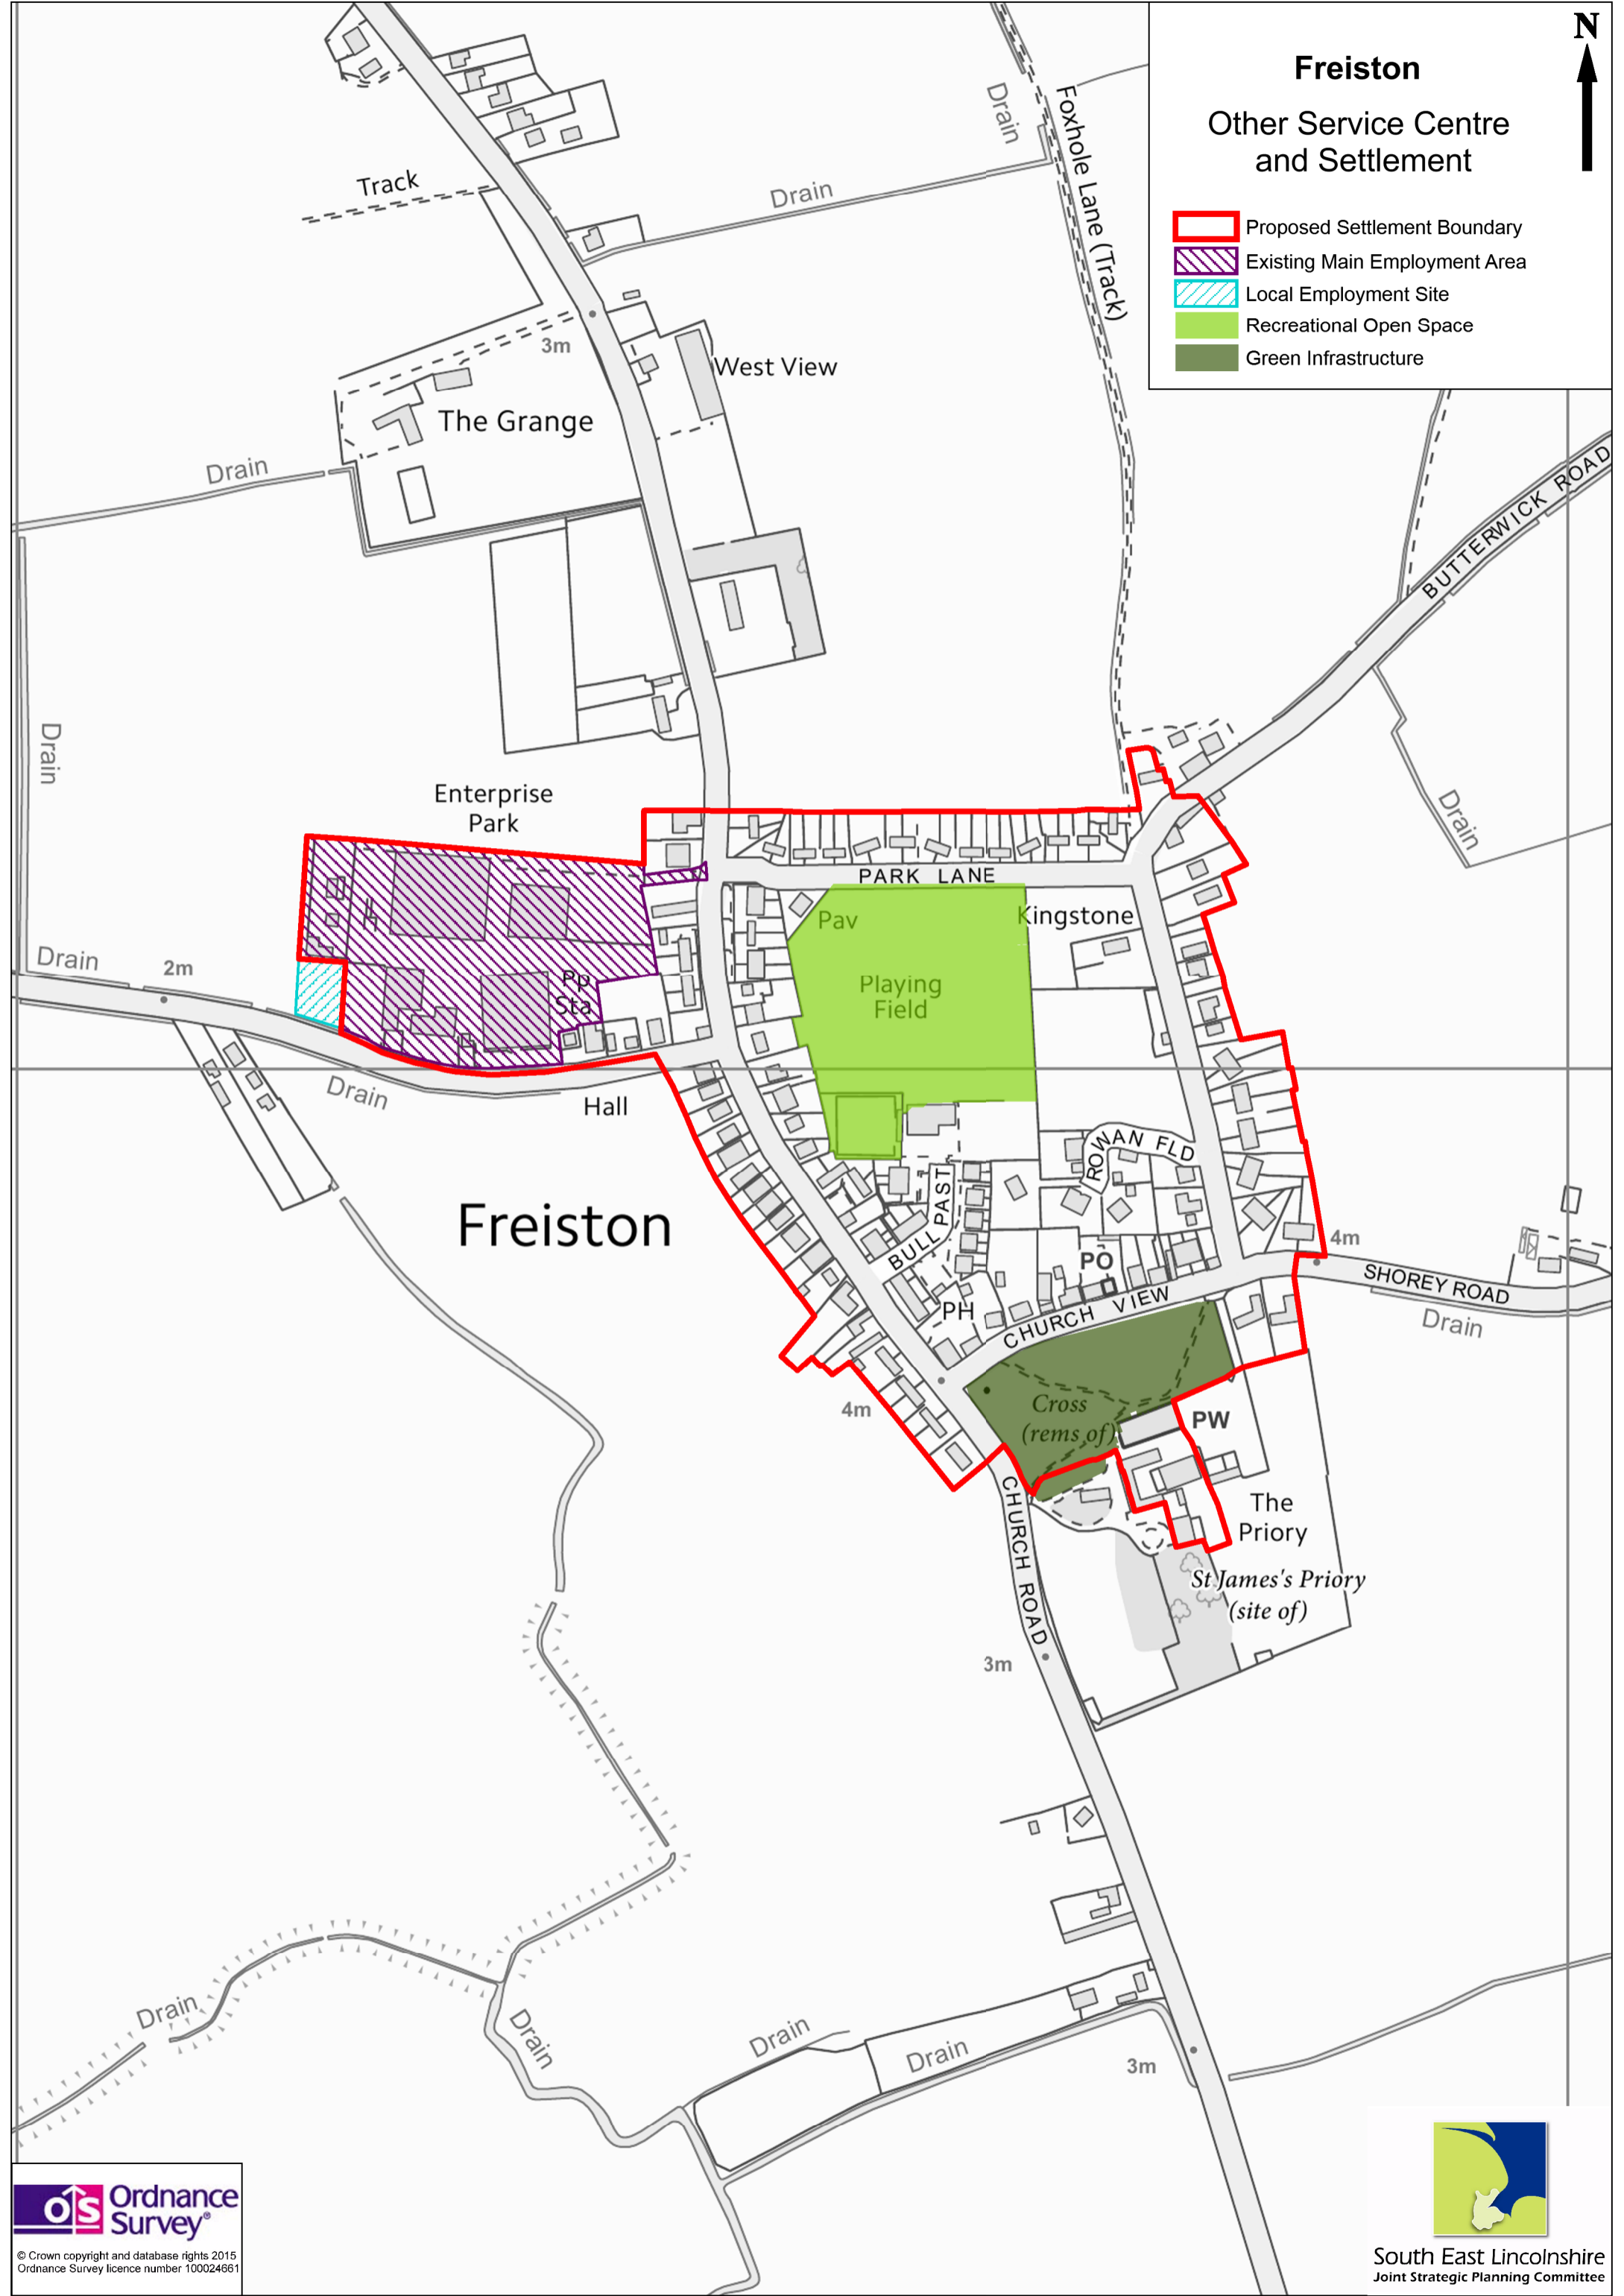 N
Freiston
Other Service Centre
and Settlement
Proposed Settlement Boundary
Existing Main Employment Area
Local Employment Site
Recreational Open Space
Green Infrastructure
Drain
Foxhole Lane (Track)
Track
Drain
3m
West View
The Grange
Drain
BUTTERWICK ROAD
Drain
Enterprise
Park
Drain
PARK LANE
Pav
Kingstone
Drain
2m
Pp
Sta
Playing
Field
Drain
Hall
ROWAN FLD
Freiston
BULL PAST
PO
4m
SHOREY ROAD
Drain
PH
CHURCH VIEW
4m
Cross
(rems of)
PW
CHURCH ROAD
The
Priory
St James's Priory
(site of)
3m
Drain
Drain
Drain
Drain
3m
OS Ordnance
Survey®
© Crown copyright and database rights 2015
Ordnance Survey licence number 100024661
South East Lincolnshire
Joint Strategic Planning Committee